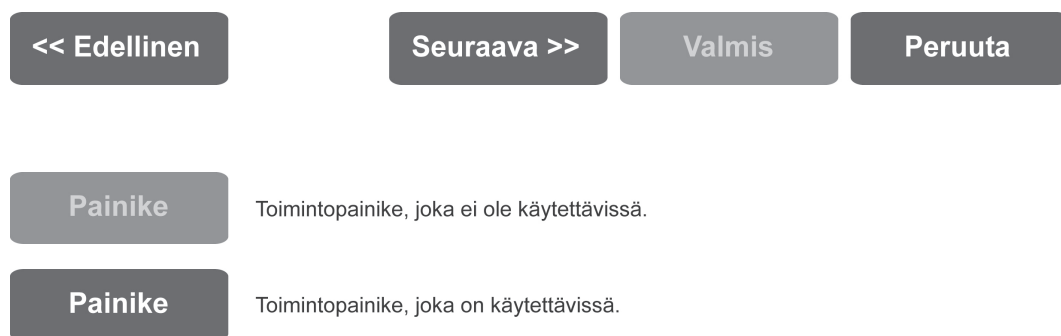 << Edellinen Seuraava >> Valmis Peruuta
Painike Toimintopainike, joka ei ole käytettävissä.
Painike Toimintopainike, joka on käytettävissä.